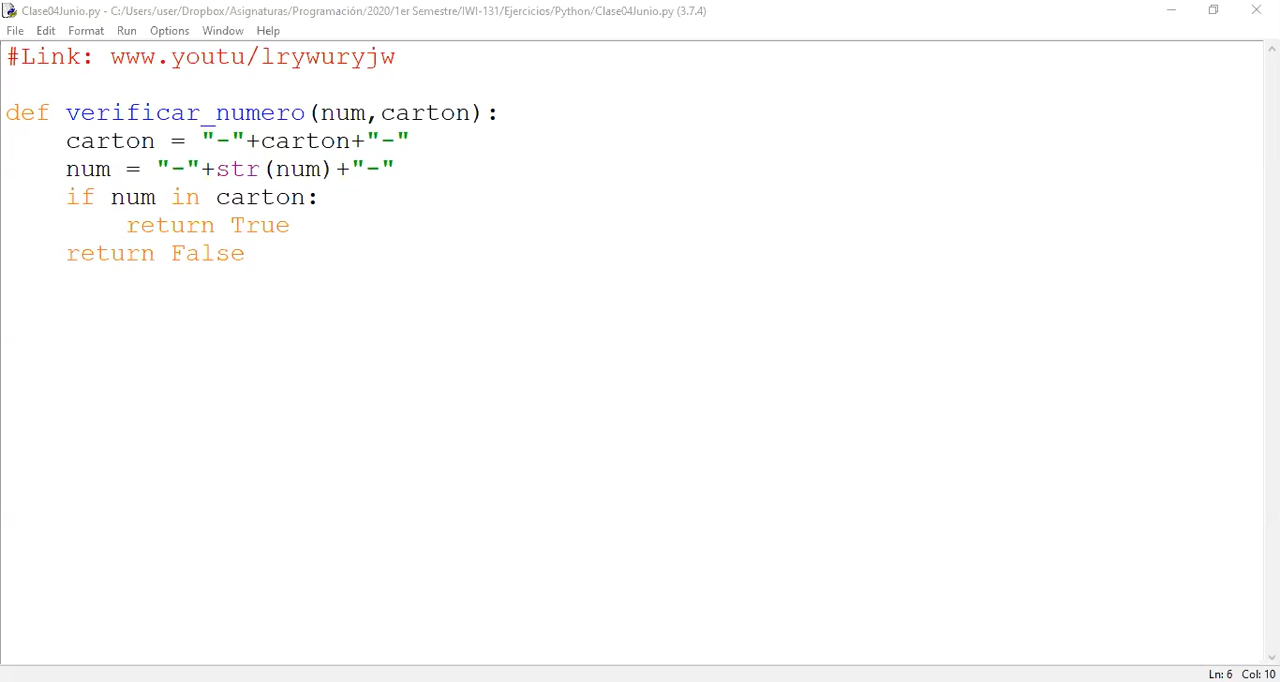 Clase04Junio.py - C:/Users/user/Dropbox/Asignaturas/Programación/2020/1er Semestre/IWI-131/Ejercicios/Python/Clase04Junio.py (3.7.4)
File Edit Format Run Options Window Help
#Link: www.youtu/lrywuryjw
def verificar_numero(num,carton):
    carton = "-"+carton+"-"
    num = "-"+str(num)+"-"
    if num in carton:
        return True
    return False
Ln: 6 Col: 10